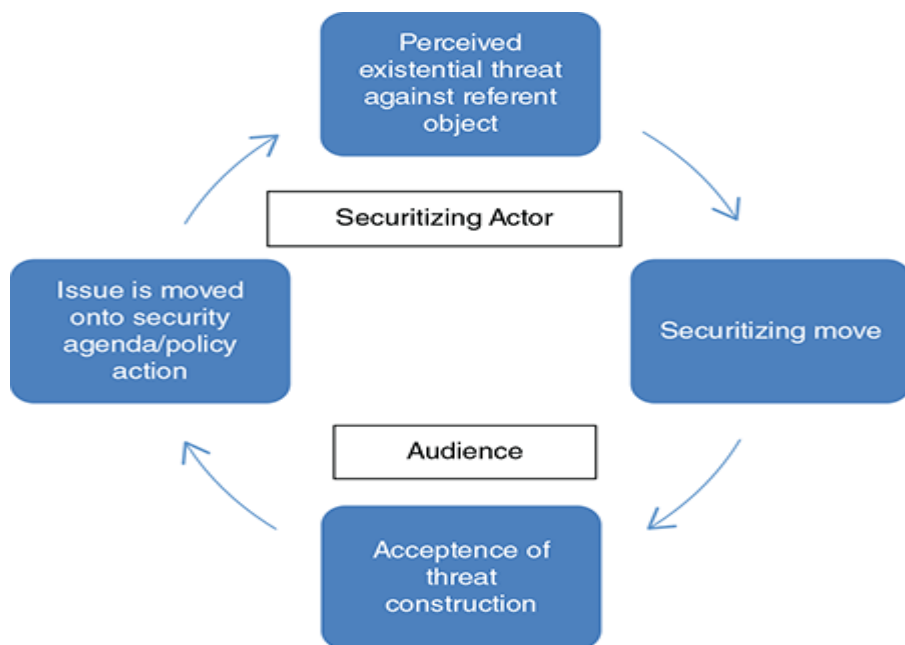 Perceived
existential threat
against referent
object
Securitizing Actor
Issue is moved
onto security
agenda/policy
action
Securitizing move
Audience
Acceptence of
threat
construction